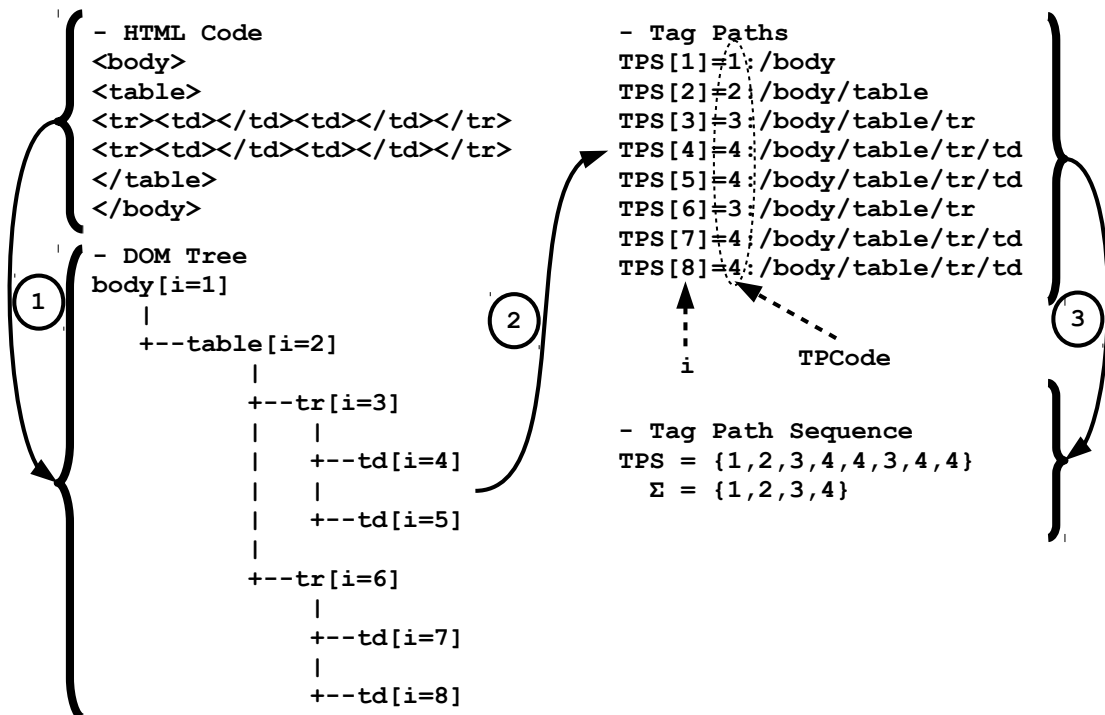 - HTML Code
<body>
<table>
<tr><td></td><td></td></tr>
<tr><td></td><td></td></tr>
</table>
</body>
- DOM Tree
body[i=1]
|
+--table[i=2]
|
+--tr[i=3]
| |
| +--td[i=4]
| |
| +--td[i=5]
|
+--tr[i=6]
|
+--td[i=7]
|
+--td[i=8]
1
2
- Tag Paths
TPS[1]=1:/body
TPS[2]=2:/body/table
TPS[3]=3:/body/table/tr
TPS[4]=4:/body/table/tr/td
TPS[5]=4:/body/table/tr/td
TPS[6]=3:/body/table/tr
TPS[7]=4:/body/table/tr/td
TPS[8]=4:/body/table/tr/td
i
TPCode
3
- Tag Path Sequence
TPS = {1,2,3,4,4,3,4,4}
Σ = {1,2,3,4}